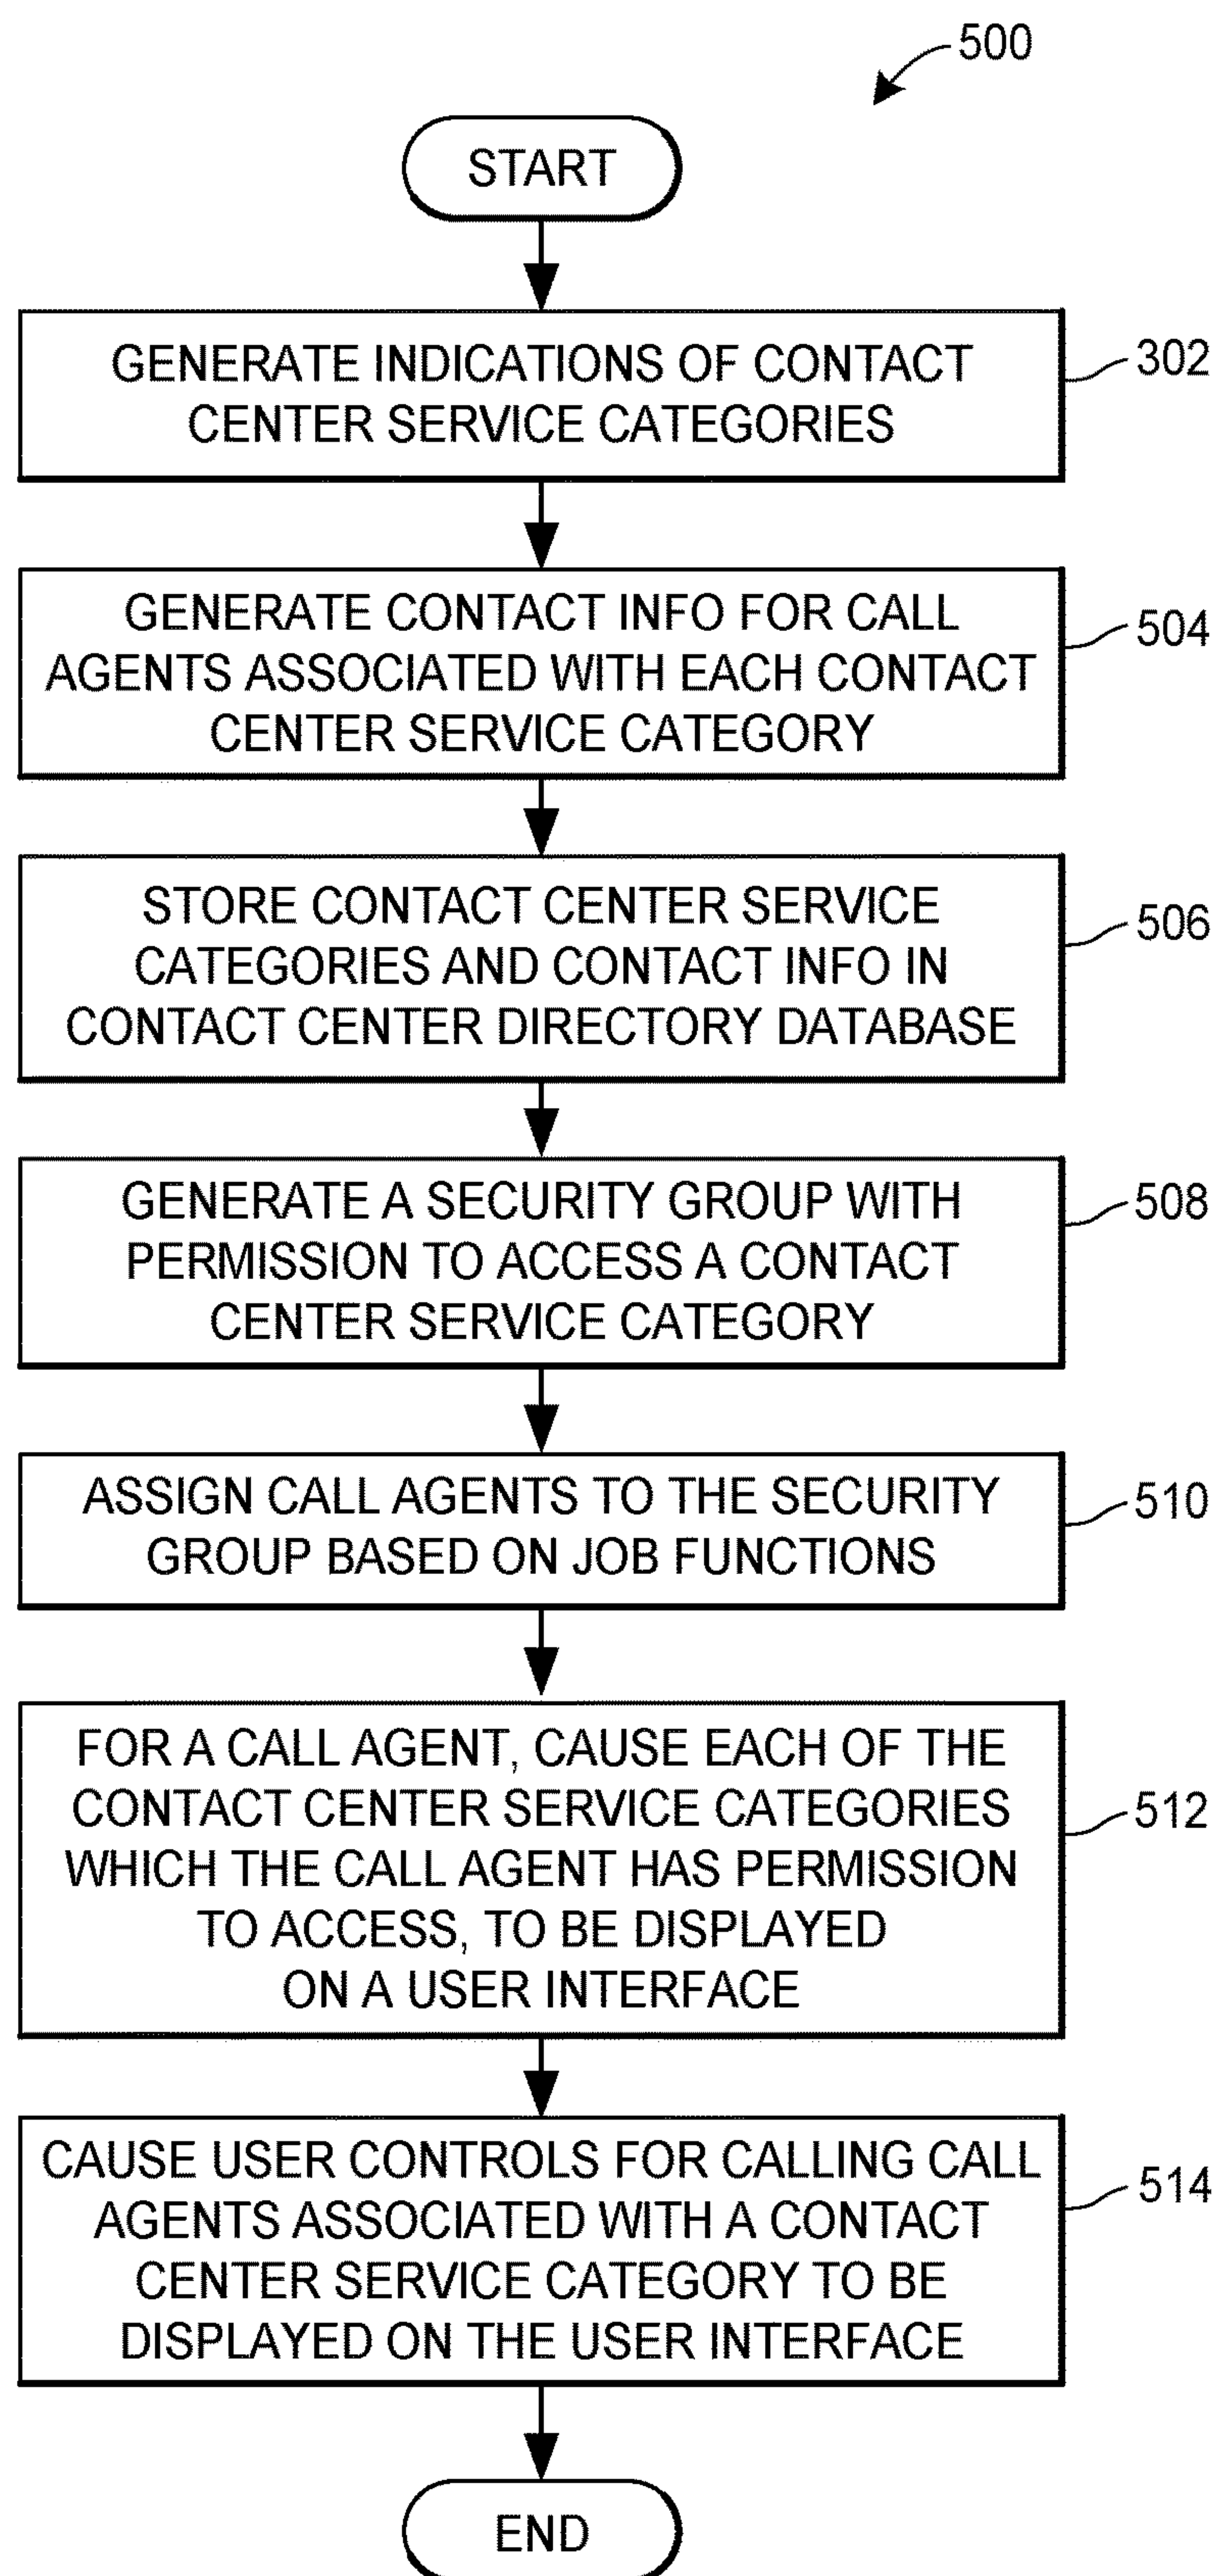 500
START
GENERATE INDICATIONS OF CONTACT
CENTER SERVICE CATEGORIES
302
GENERATE CONTACT INFO FOR CALL
AGENTS ASSOCIATED WITH EACH CONTACT
CENTER SERVICE CATEGORY
504
STORE CONTACT CENTER SERVICE
CATEGORIES AND CONTACT INFO IN
CONTACT CENTER DIRECTORY DATABASE
506
GENERATE A SECURITY GROUP WITH
PERMISSION TO ACCESS A CONTACT
CENTER SERVICE CATEGORY
508
ASSIGN CALL AGENTS TO THE SECURITY
GROUP BASED ON JOB FUNCTIONS
510
FOR A CALL AGENT, CAUSE EACH OF THE
CONTACT CENTER SERVICE CATEGORIES
WHICH THE CALL AGENT HAS PERMISSION
TO ACCESS, TO BE DISPLAYED
ON A USER INTERFACE
512
CAUSE USER CONTROLS FOR CALLING CALL
AGENTS ASSOCIATED WITH A CONTACT
CENTER SERVICE CATEGORY TO BE
DISPLAYED ON THE USER INTERFACE
514
END